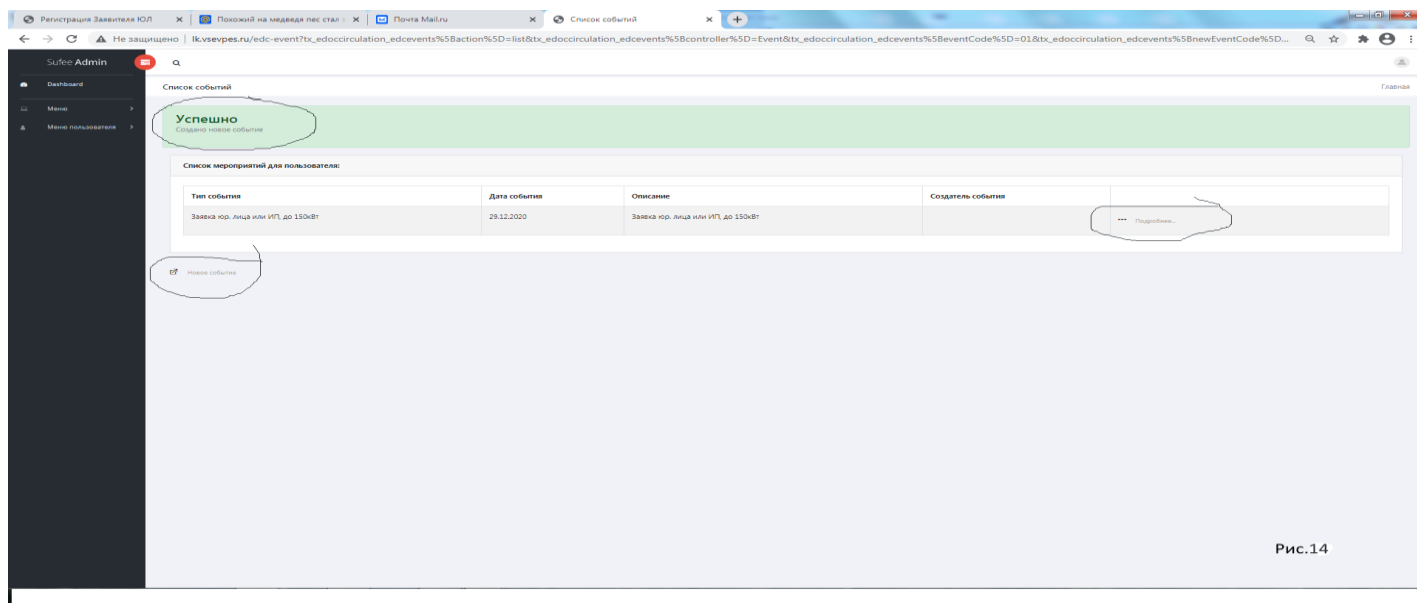 Регистрация Заявителя ЮЛ
Похожий на медведя пес стал
Почта Mail.ru
Список событий
Не защищено | lk.vsevpes.ru/edc-event?tx_edoccirculation_edcevents%5Baction%5D=list&tx_edoccirculation_edcevents%5Bcontroller%5D=Event&tx_edoccirculation_edcevents%5BeventCode%5D=01&tx_edoccirculation_edcevents%5BnewEventCode%5D...
Sufee Admin
Dashboard
Список событий
Главная
Меню
Меню пользователя
Успешно
Создано новое событие
Список мероприятий для пользователя:
Тип события Дата события Описание Создатель события
Заявка юр. лица или ИП, до 150кВт 29.12.2020 Заявка юр. лица или ИП, до 150кВт Подробнее...
Новое событие
Рис.14